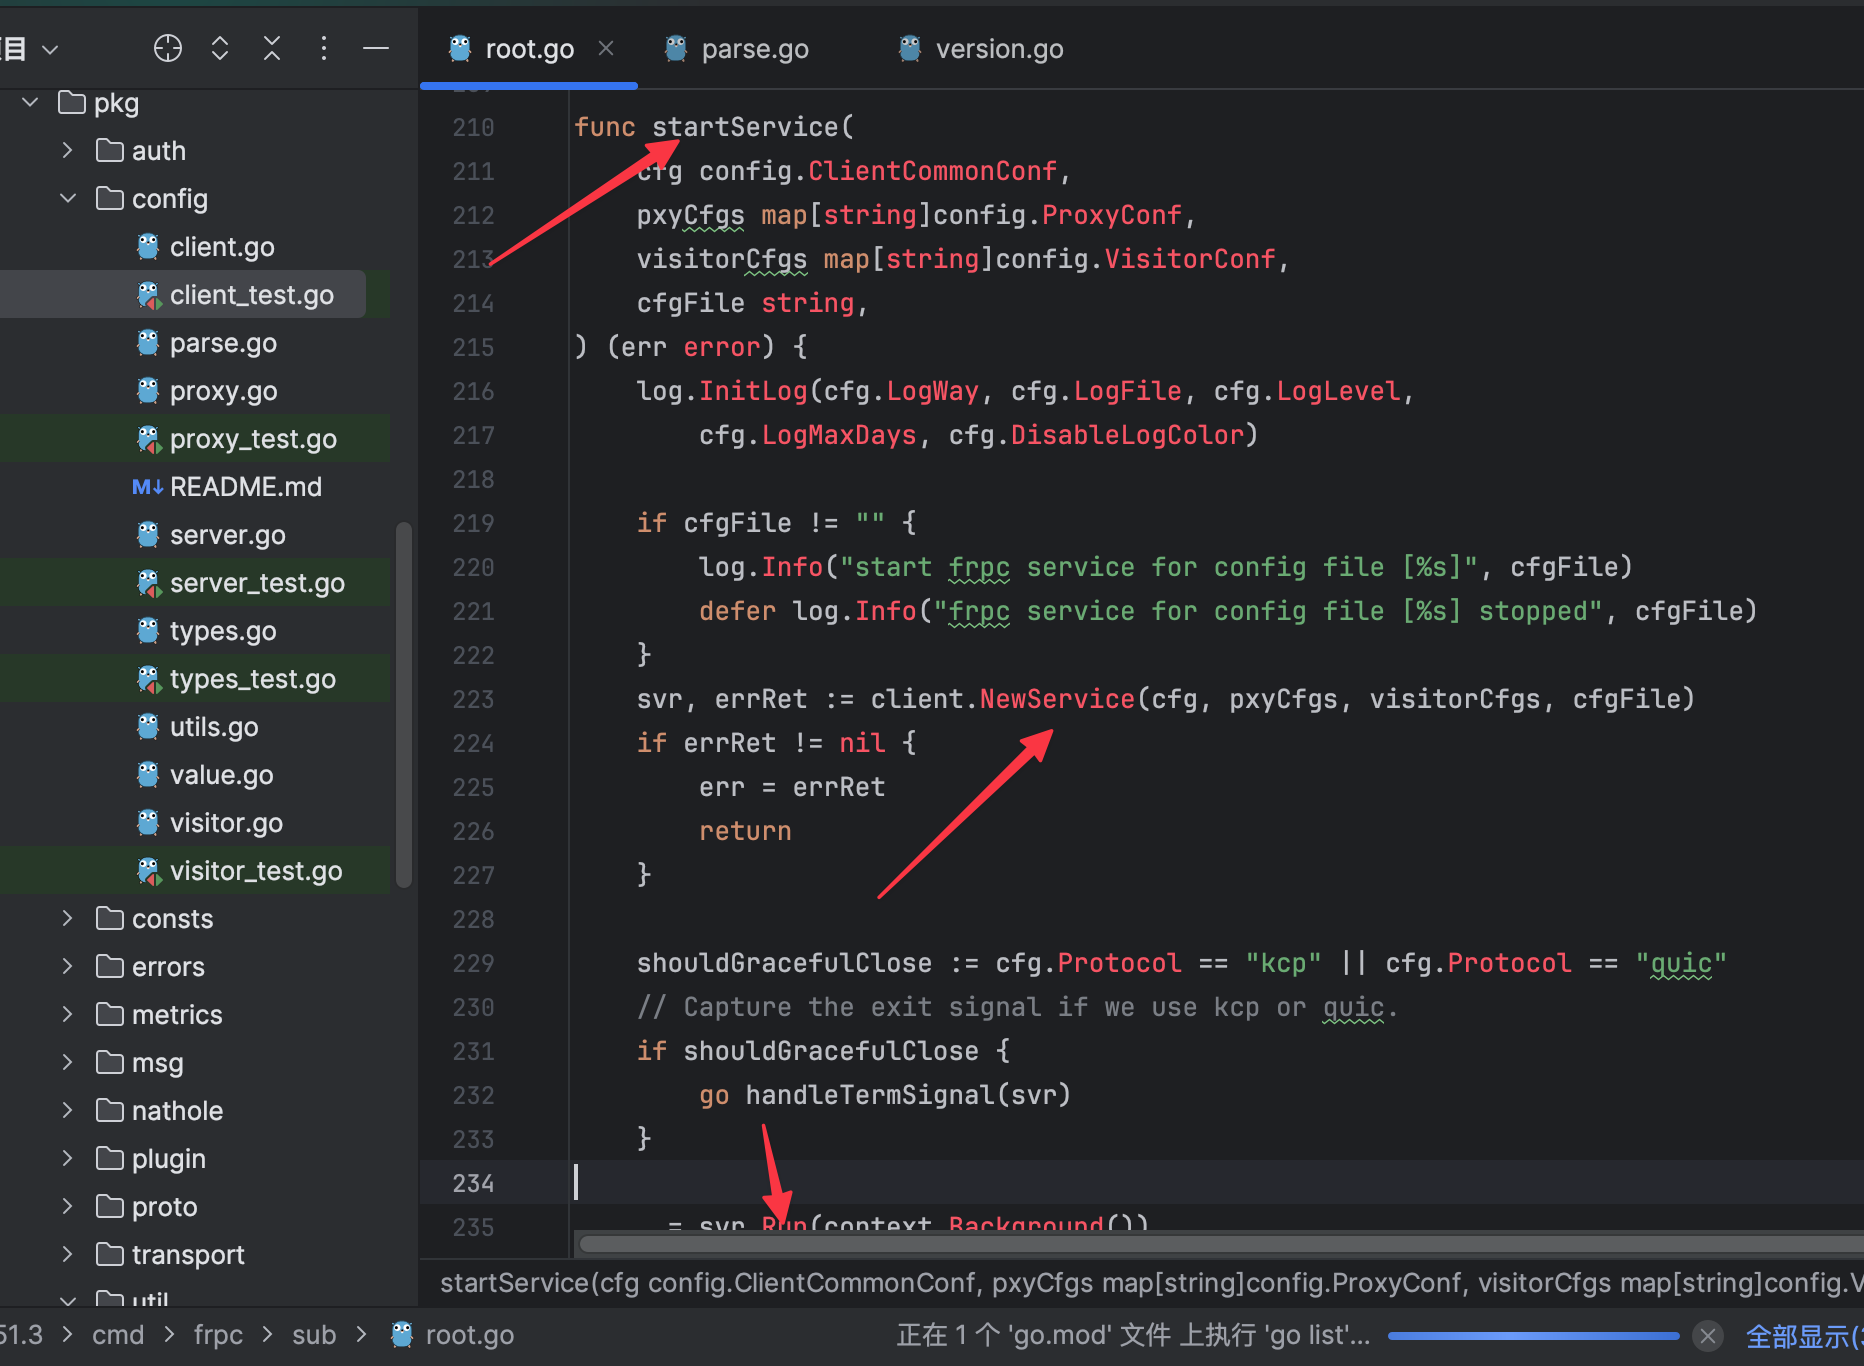 项目
root.go
parse.go
version.go
pkg
auth
config
client.go
client_test.go
parse.go
proxy.go
proxy_test.go
M↓ README.md
server.go
server_test.go
types.go
types_test.go
utils.go
value.go
visitor.go
visitor_test.go
consts
errors
metrics
msg
nathole
plugin
proto
transport
util
210 func startService(
211 cfg config.ClientCommonConf,
212 pxyCfgs map[string]config.ProxyConf,
213 visitorCfgs map[string]config.VisitorConf,
214 cfgFile string,
215 ) (err error) {
216 log.InitLog(cfg.LogWay, cfg.LogFile, cfg.LogLevel,
217 cfg.LogMaxDays, cfg.DisableLogColor)
218
219 if cfgFile != "" {
220 log.Info("start frpc service for config file [%s]", cfgFile)
221 defer log.Info("frpc service for config file [%s] stopped", cfgFile)
222 }
223 svr, errRet := client.NewService(cfg, pxyCfgs, visitorCfgs, cfgFile)
224 if errRet != nil {
225 err = errRet
226 return
227 }
228
229 shouldGracefulClose := cfg.Protocol == "kcp" || cfg.Protocol == "quic"
230 // Capture the exit signal if we use kcp or quic.
231 if shouldGracefulClose {
232 go handleTermSignal(svr)
233 }
234
235 = svr.Run(context.Background())
startService(cfg config.ClientCommonConf, pxyCfgs map[string]config.ProxyConf, visitorCfgs map[string]config.V
51.3 > cmd > frpc > sub > root.go
正在 1 个 'go.mod' 文件 上执行 'go list'...
全部显示(